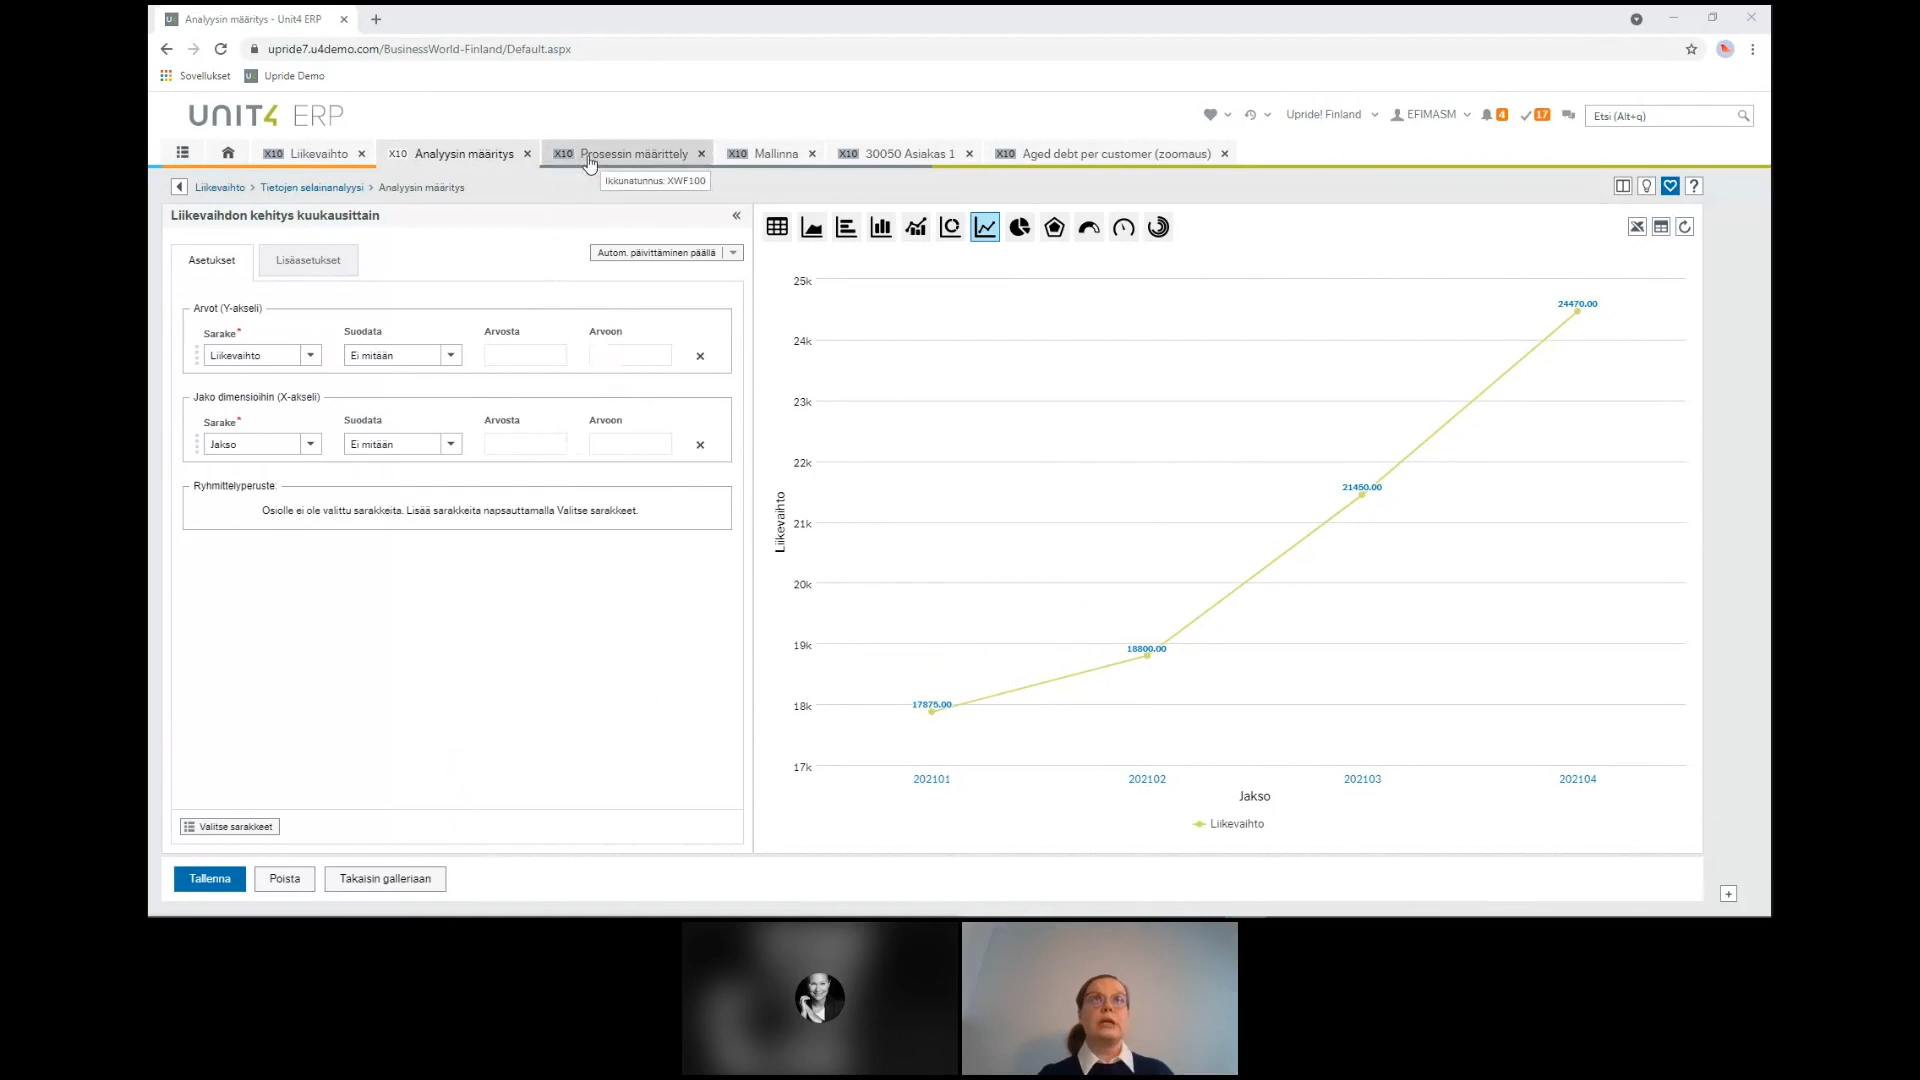 Analyysin määritys - Unit4 ERP
upride7.u4demo.com/BusinessWorld-Finland/Default.aspx
Sovellukset
Upride Demo
UNIT4 ERP
Upride! Finland
EFIMASM
4
17
Etsi (Alt+q)
X10 Liikevaihto
X10 Analyysin määritys
X10 Prosessin määrittely
X10 Mallinna
X10 30050 Asiakas 1
X10 Aged debt per customer (zoomaus)
Ikkunatunnus: XWF100
Liikevaihto > Tietojen selainanalyysi > Analyysin määritys
Liikevaihdon kehitys kuukausittain
Asetukset
Lisäasetukset
Autom. päivittäminen päällä
Arvot (Y-akseli)
Sarake* Suodata Arvosta Arvoon
Liikevaihto Ei mitään
Jako dimensioihin (X-akseli)
Sarake* Suodata Arvosta Arvoon
Jakso Ei mitään
Ryhmittelyperuste:
Osiolle ei ole valittu sarakkeita. Lisää sarakkeita napsauttamalla Valitse sarakkeet.
Valitse sarakkeet
Tallenna
Poista
Takaisin galleriaan
25k
24k
23k
22k
21k
20k
19k
18k
17k
Liikevaihto
17875.00
18800.00
21450.00
24470.00
202101 202102 202103 202104
Jakso
Liikevaihto